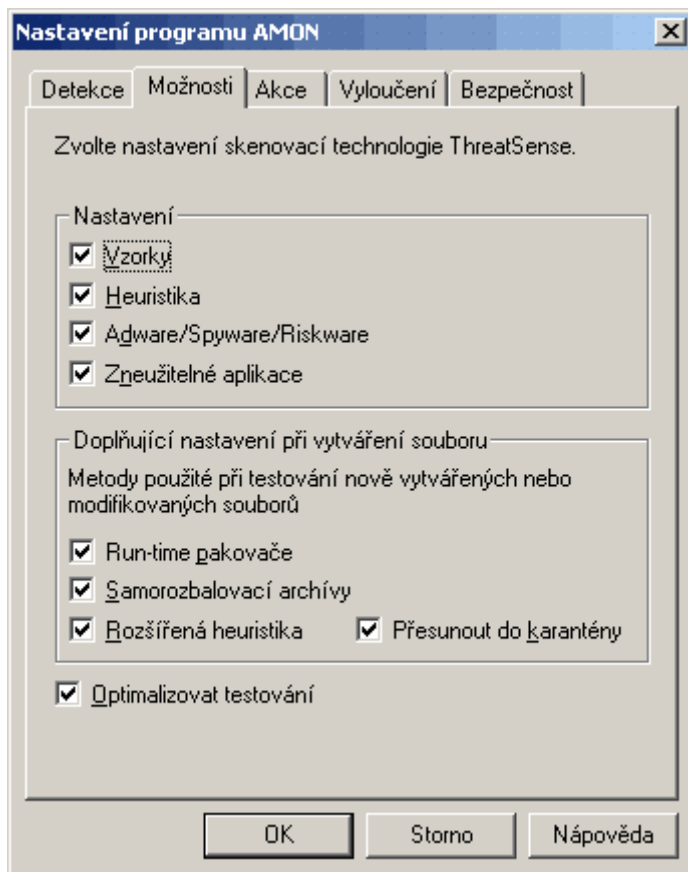 Nastavení programu AMON
Detekce Možnosti Akce Vyloučení Bezpečnost
Zvolte nastavení skenovací technologie ThreatSense.
Nastavení
Vzorky
Heuristika
Adware/Spyware/Riskware
Zneužitelné aplikace
Doplňující nastavení při vytváření souboru
Metody použité při testování nově vytvářených nebo
modifikovaných souborů
Run-time pakovače
Samorozbalovací archívy
Rozšířená heuristika Přesunout do karantény
Optimalizovat testování
OK Storno Nápověda